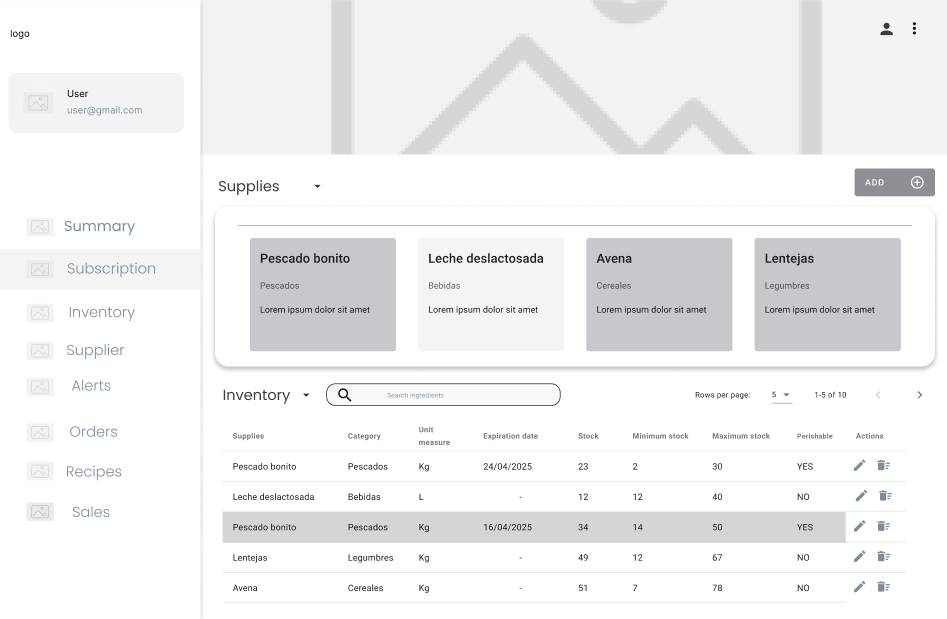 logo
User
user@gmail.com
Summary
Subscription
Inventory
Supplier
Alerts
Orders
Recipes
Sales
Supplies
ADD
Pescado bonito
Pescados
Lorem ipsum dolor sit amet
Leche deslactosada
Bebidas
Lorem ipsum dolor sit amet
Avena
Cereales
Lorem ipsum dolor sit amet
Lentejas
Legumbres
Lorem ipsum dolor sit amet
Inventory
Search ingredients
Rows per page: 5 1-5 of 10
Supplies Category Unit measure Expiration date Stock Minimum stock Maximum stock Perishable Actions
Pescado bonito Pescados Kg 24/04/2025 23 2 30 YES
Leche deslactosada Bebidas L - 12 12 40 NO
Pescado bonito Pescados Kg 16/04/2025 34 14 50 YES
Lentejas Legumbres Kg - 49 12 67 NO
Avena Cereales Kg - 51 7 78 NO